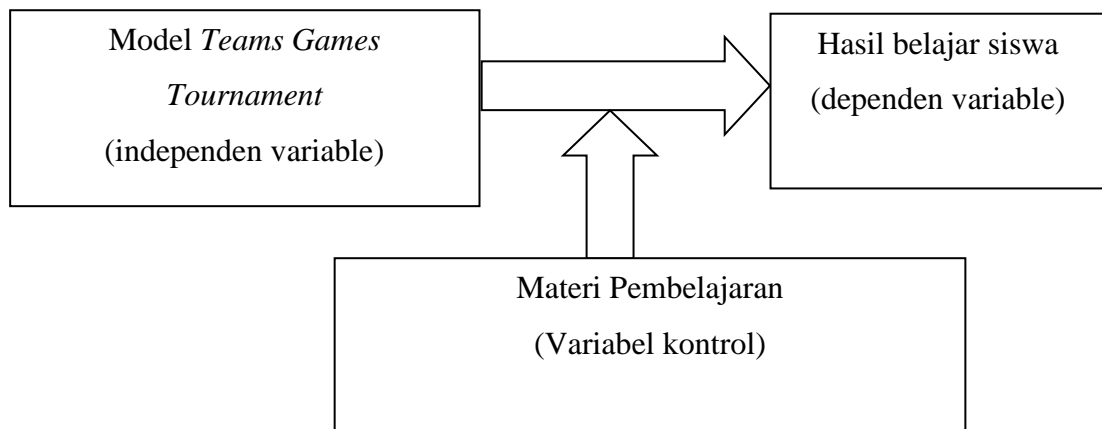 Model Teams Games
Tournament
(independen variable)
Hasil belajar siswa
(dependen variable)
Materi Pembelajaran
(Variabel kontrol)